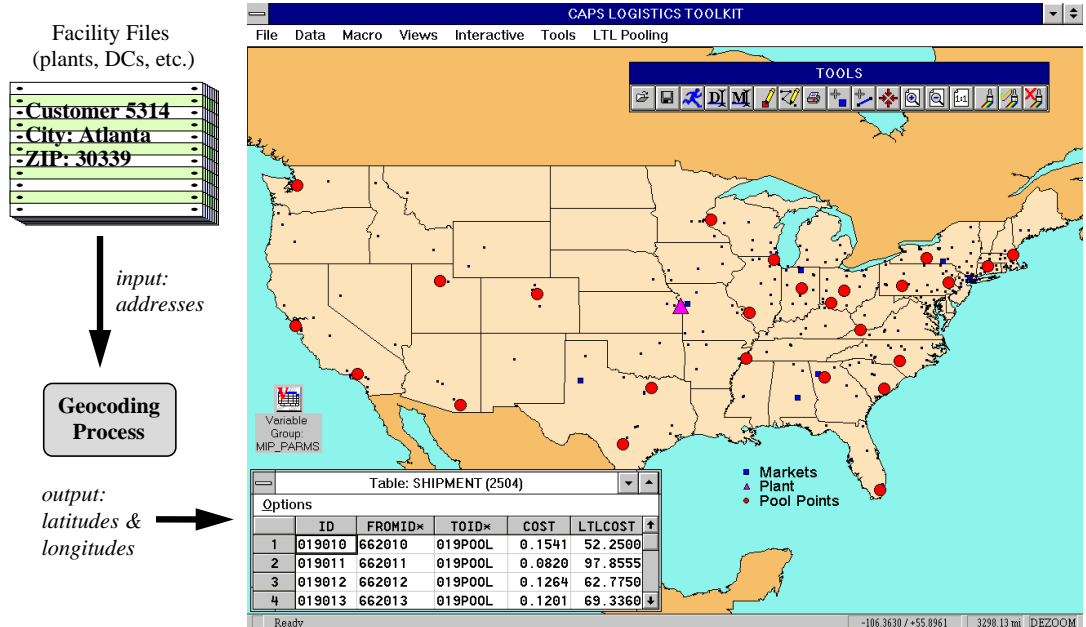 Facility Files
(plants, DCs, etc.)
Customer 5314
City: Atlanta
ZIP: 30339
input:
addresses
Geocoding
Process
output:
latitudes &
longitudes
CAPS LOGISTICS TOOLKIT
File Data Macro Views Interactive Tools LTL Pooling
TOOLS
D M 1:1
Variable
Group:
MIP_PARMS
Markets
Plant
Pool Points
Table: SHIPMENT (2504)
Options
ID FROMID* TOID* COST LTLCOST
1 019010 662010 019POOL 0.1541 52.2500
2 019011 662011 019POOL 0.0820 97.8555
3 019012 662012 019POOL 0.1264 62.7750
4 019013 662013 019POOL 0.1201 69.3360
Ready -106.3630 / +55.8961 3298.13 mi DEZOOM